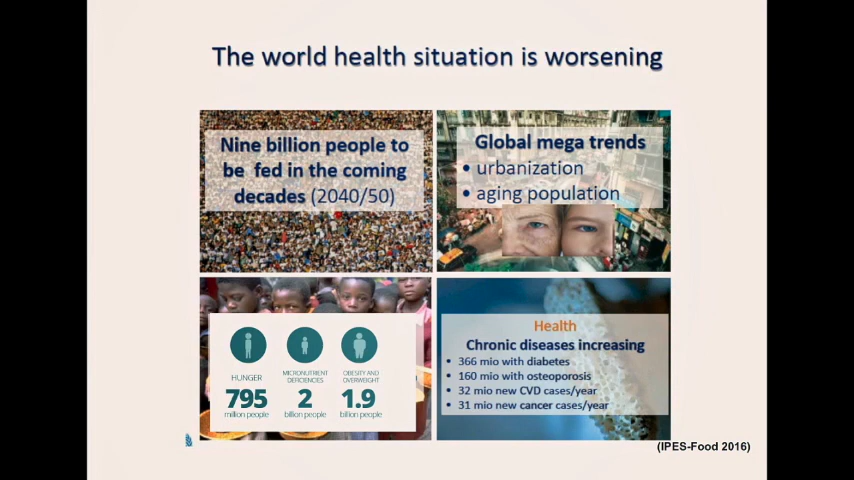 The world health situation is worsening
Nine billion people to
be fed in the coming
decades (2040/50)
Global mega trends
• urbanization
• aging population
HUNGER
795
million people
MICRONUTRIENT
DEFICIENCIES
2
billion people
OBESITY AND
OVERWEIGHT
1.9
billion people
Health
Chronic diseases increasing
• 366 mio with diabetes
• 160 mio with osteoporosis
• 32 mio new CVD cases/year
• 31 mio new cancer cases/year
(IPES-Food 2016)